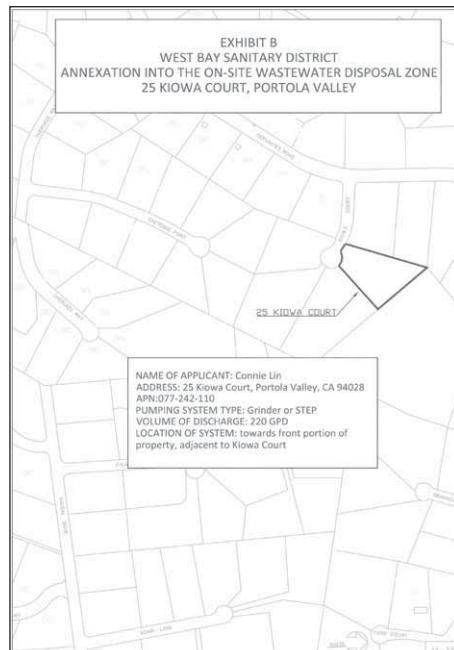 EXHIBIT B
WEST BAY SANITARY DISTRICT
ANNEXATION INTO THE ON-SITE WASTEWATER DISPOSAL ZONE
25 KIOWA COURT, PORTOLA VALLEY
KIOWA
COURT
25 KIOWA COURT
NAME OF APPLICANT: Connie Lin
ADDRESS: 25 Kiowa Court, Portola Valley, CA 94028
APN:077-242-110
PUMPING SYSTEM TYPE: Grinder or STEP
VOLUME OF DISCHARGE: 220 GPD
LOCATION OF SYSTEM: towards front portion of
property, adjacent to Kiowa Court